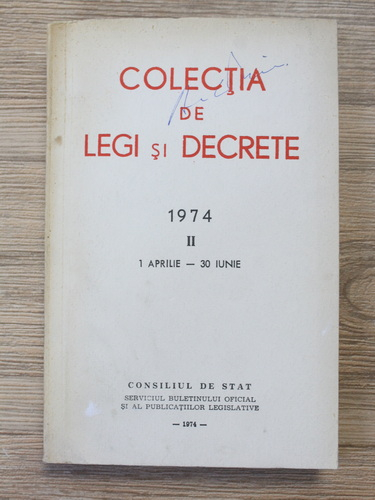 COLECȚIA
DE
LEGI ȘI DECRETE
1974
II
1 APRILIE — 30 IUNIE
CONSILIUL DE STAT
SERVICIUL BULETINULUI OFICIAL
ȘI AL PUBLICAȚIILOR LEGISLATIVE
— 1974 —